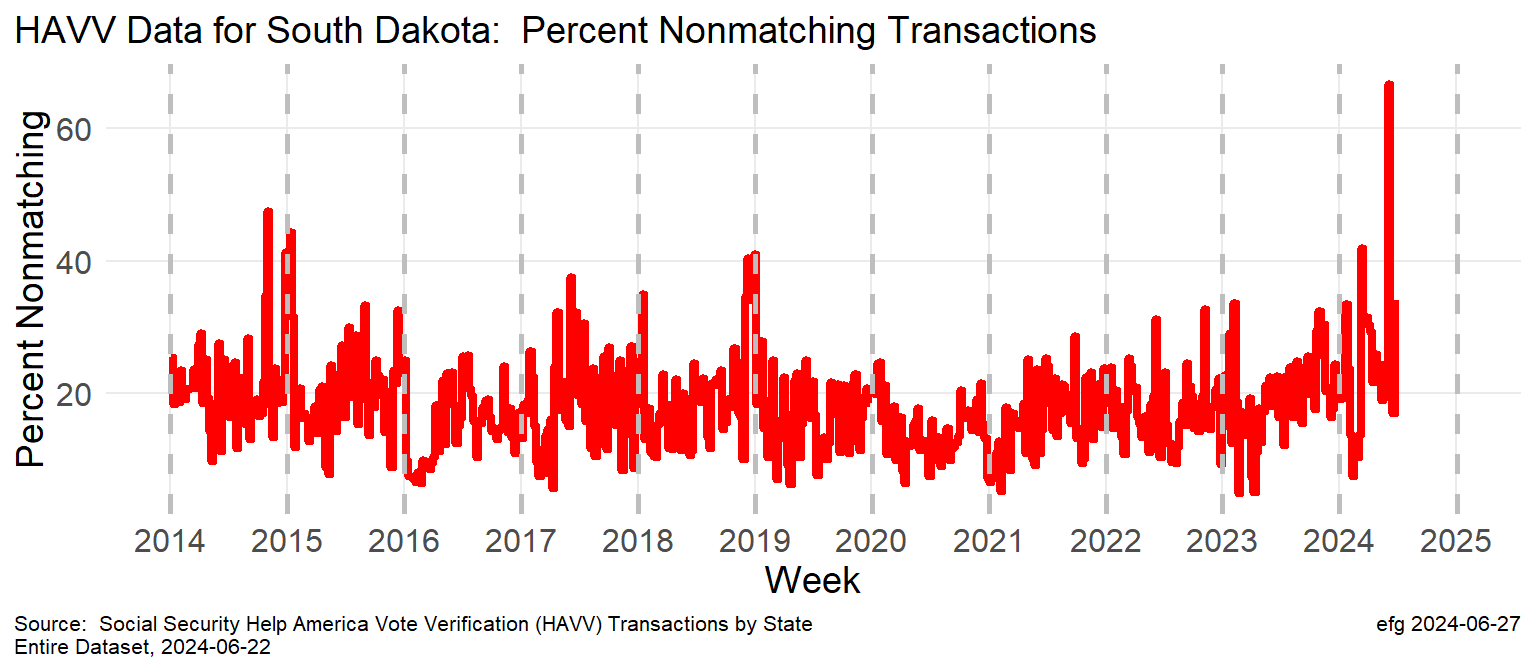 HAVV Data for South Dakota:  Percent Nonmatching Transactions
Percent Nonmatching
60
40
20
2014 2015 2016 2017 2018 2019 2020 2021 2022 2023 2024 2025
Week
Source:  Social Security Help America Vote Verification (HAVV) Transactions by State
Entire Dataset, 2024-06-22
efg 2024-06-27